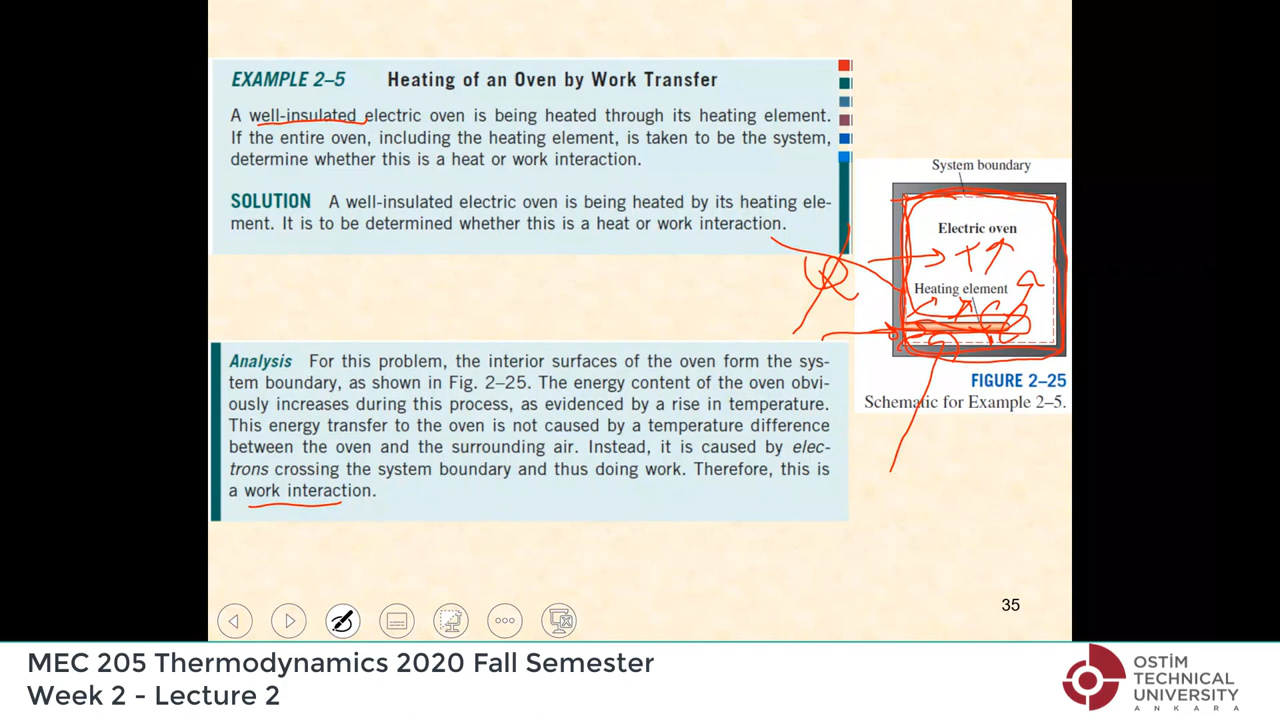 EXAMPLE 2–5 Heating of an Oven by Work Transfer
A well-insulated electric oven is being heated through its heating element.
If the entire oven, including the heating element, is taken to be the system,
determine whether this is a heat or work interaction.
SOLUTION A well-insulated electric oven is being heated by its heating ele-
ment. It is to be determined whether this is a heat or work interaction.
System boundary
Electric oven
Heating element
FIGURE 2–25
Schematic for Example 2–5.
Analysis For this problem, the interior surfaces of the oven form the sys-
tem boundary, as shown in Fig. 2–25. The energy content of the oven obvi-
ously increases during this process, as evidenced by a rise in temperature.
This energy transfer to the oven is not caused by a temperature difference
between the oven and the surrounding air. Instead, it is caused by elec-
trons crossing the system boundary and thus doing work. Therefore, this is
a work interaction.
35
MEC 205 Thermodynamics 2020 Fall Semester
Week 2 - Lecture 2
OSTİM
TECHNICAL
UNIVERSITY
ANKARA